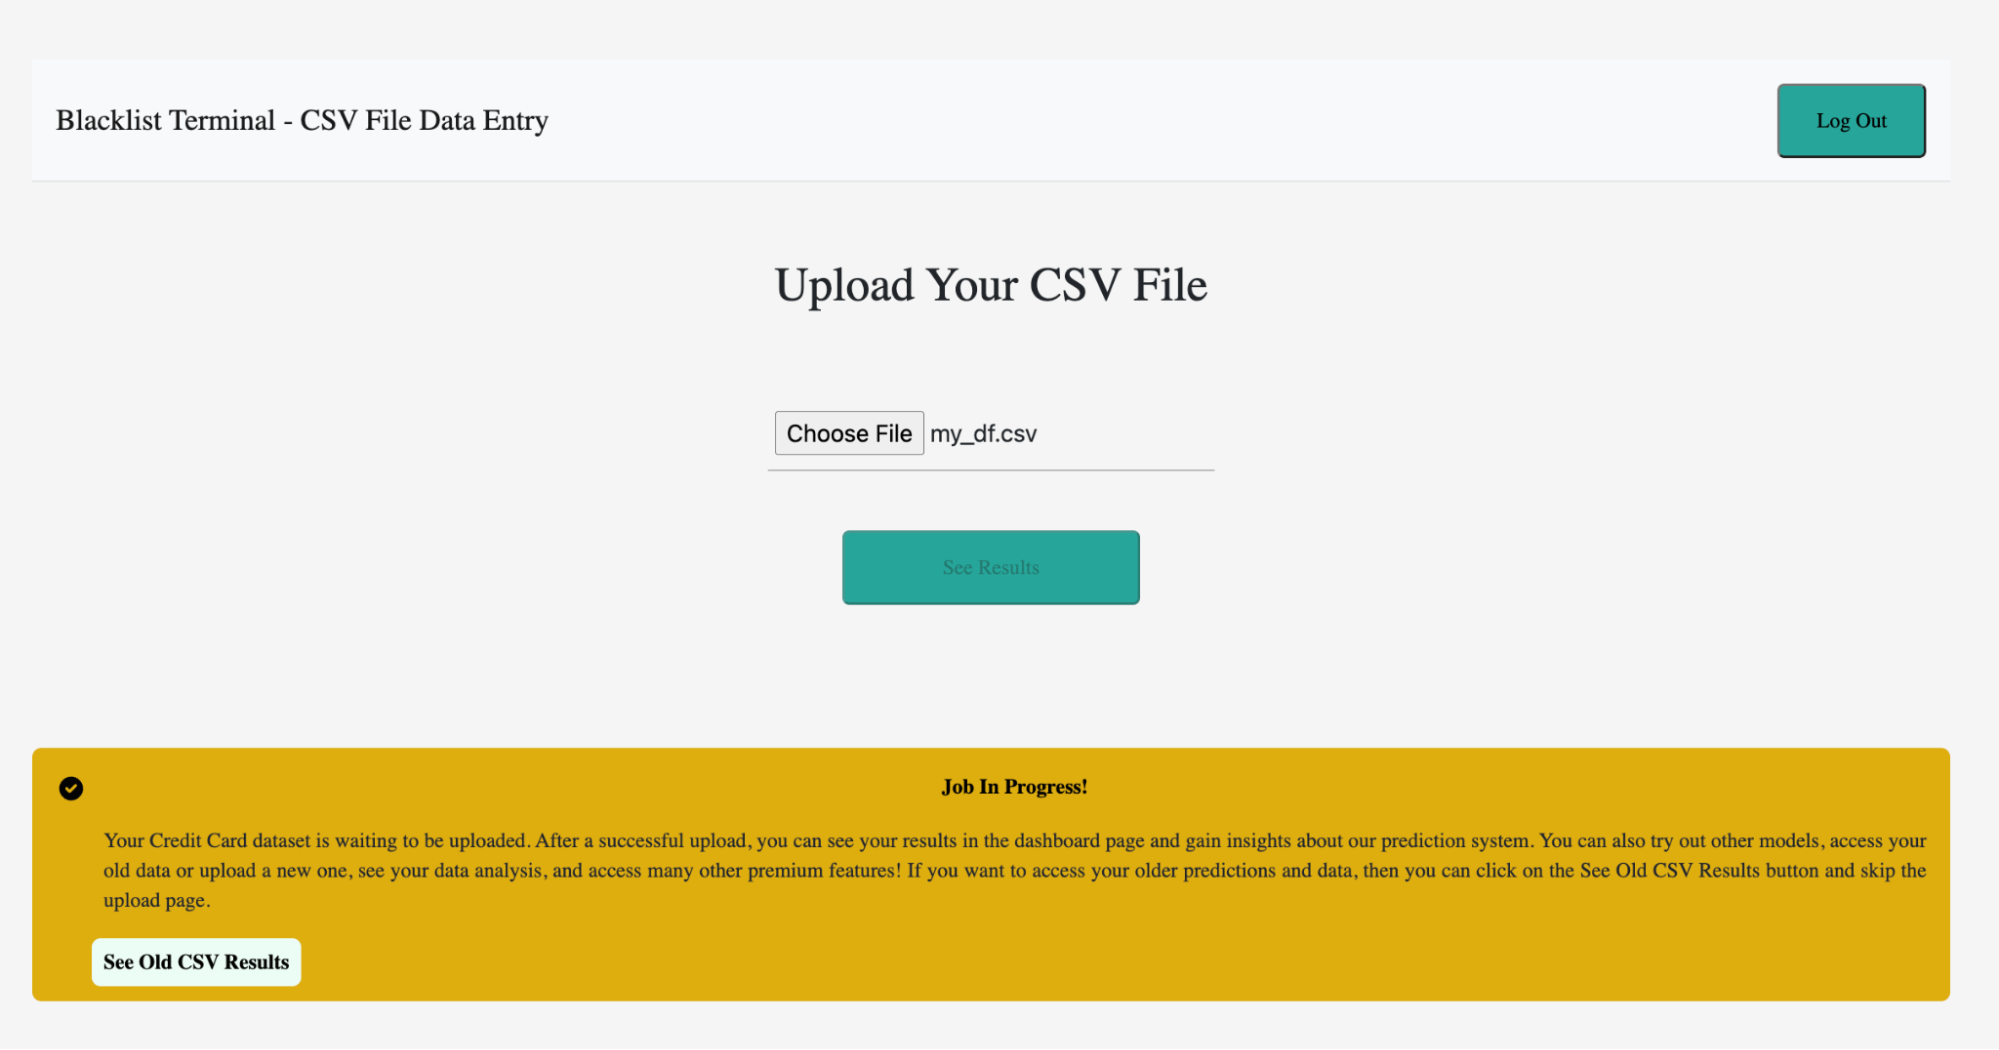 Blacklist Terminal - CSV File Data Entry
Log Out
Upload Your CSV File
Choose File my_df.csv
See Results
Job In Progress!
Your Credit Card dataset is waiting to be uploaded. After a successful upload, you can see your results in the dashboard page and gain insights about our prediction system. You can also try out other models, access your
old data or upload a new one, see your data analysis, and access many other premium features! If you want to access your older predictions and data, then you can click on the See Old CSV Results button and skip the
upload page.
See Old CSV Results